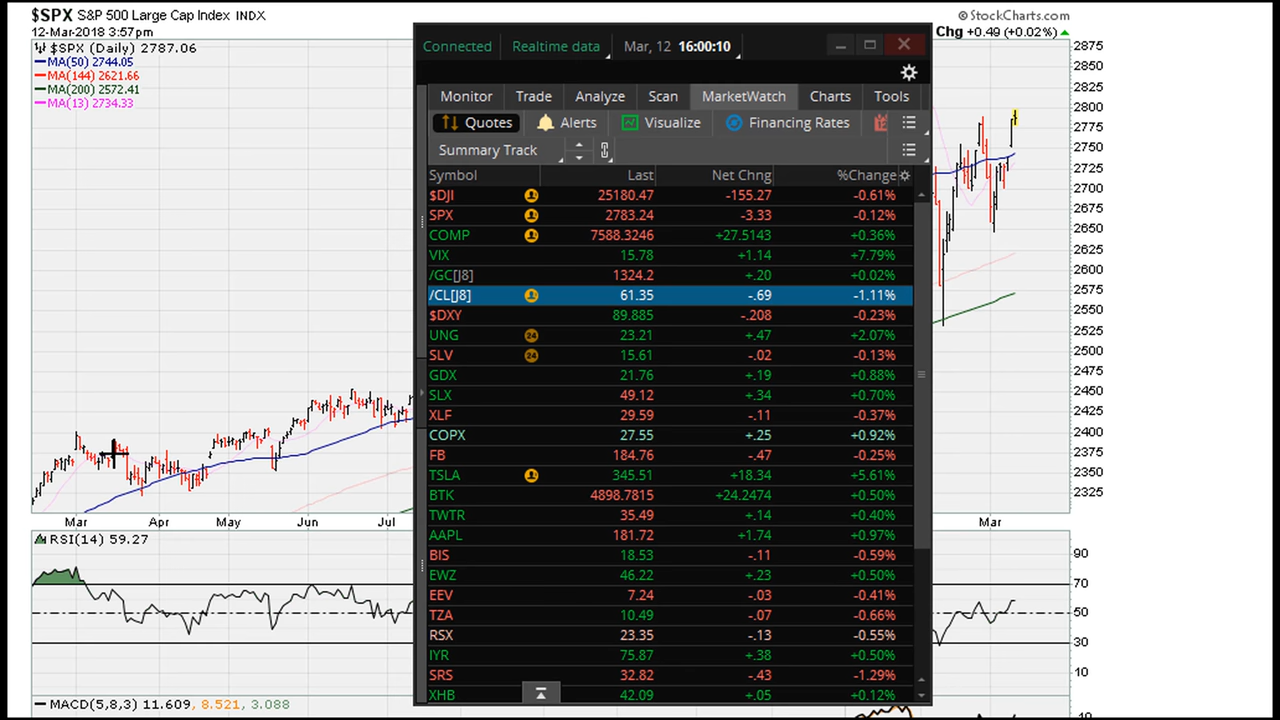 $SPX S&P 500 Large Cap Index INDX
© StockCharts.com
12-Mar-2018 3:57pm
Chg +0.49 (+0.02%)
$SPX (Daily) 2787.06
MA(50) 2744.05
MA(144) 2621.66
MA(200) 2572.41
MA(13) 2734.33
Connected Realtime data Mar, 12 16:00:10
Monitor Trade Analyze Scan MarketWatch Charts Tools
Quotes Alerts Visualize Financing Rates
Summary Track
Symbol Last Net Chng %Change
$DJI 25180.47 -155.27 -0.61%
SPX 2783.24 -3.33 -0.12%
COMP 7588.3246 +27.5143 +0.36%
VIX 15.78 +1.14 +7.79%
/GC[J8] 1324.2 +.20 +0.02%
/CL[J8] 61.35 -.69 -1.11%
$DXY 89.885 -.208 -0.23%
UNG 24 23.21 +.47 +2.07%
SLV 24 15.61 -.02 -0.13%
GDX 21.76 +.19 +0.88%
SLX 49.12 +.34 +0.70%
XLF 29.59 -.11 -0.37%
COPX 27.55 +.25 +0.92%
FB 184.76 -.47 -0.25%
TSLA 345.51 +18.34 +5.61%
BTK 4898.7815 +24.2474 +0.50%
TWTR 35.49 +.14 +0.40%
AAPL 181.72 +1.74 +0.97%
BIS 18.53 -.11 -0.59%
EWZ 46.22 +.23 +0.50%
EEV 7.24 -.03 -0.41%
TZA 10.49 -.07 -0.66%
RSX 23.35 -.13 -0.55%
IYR 75.87 +.38 +0.50%
SRS 32.82 -.43 -1.29%
XHB 42.09 +.05 +0.12%
2875
2850
2825
2800
2775
2750
2725
2700
2675
2650
2625
2600
2575
2550
2525
2500
2475
2450
2425
2400
2375
2350
2325
Mar Apr May Jun Jul Mar
RSI(14) 59.27
90
70
50
30
10
MACD(5,8,3) 11.603, 8.521, 3.088
10